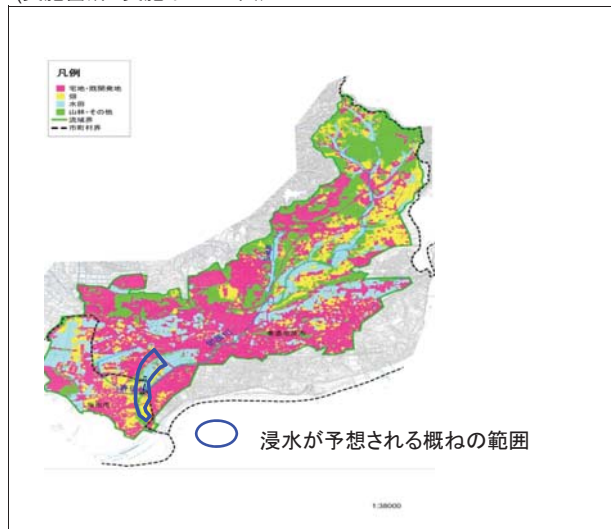 凡例
宅地・既開発地
畑
水田
山林・その他
流域界
市町村界
浸水が予想される概ねの範囲
1:38000